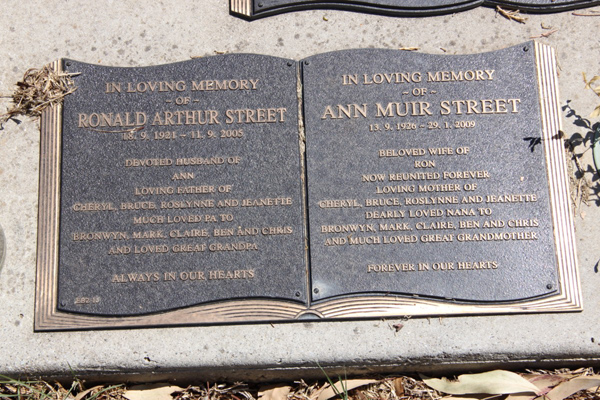 IN LOVING MEMORY
- OF -
RONALD ARTHUR STREET
18. 9. 1921 - 11. 9. 2005
DEVOTED HUSBAND OF
ANN
LOVING FATHER OF
CHERYL, BRUCE, ROSLYNNE AND JEANETTE
MUCH LOVED PA TO
BRONWYN, MARK, CLAIRE, BEN AND CHRIS
AND LOVED GREAT GRANDPA
ALWAYS IN OUR HEARTS
IN LOVING MEMORY
- OF -
ANN MUIR STREET
13. 9. 1926 - 29. 1. 2009
BELOVED WIFE OF
RON
NOW REUNITED FOREVER
LOVING MOTHER OF
CHERYL, BRUCE, ROSLYNNE AND JEANETTE
DEARLY LOVED NANA TO
BRONWYN, MARK, CLAIRE, BEN AND CHRIS
AND MUCH LOVED GREAT GRANDMOTHER
FOREVER IN OUR HEARTS